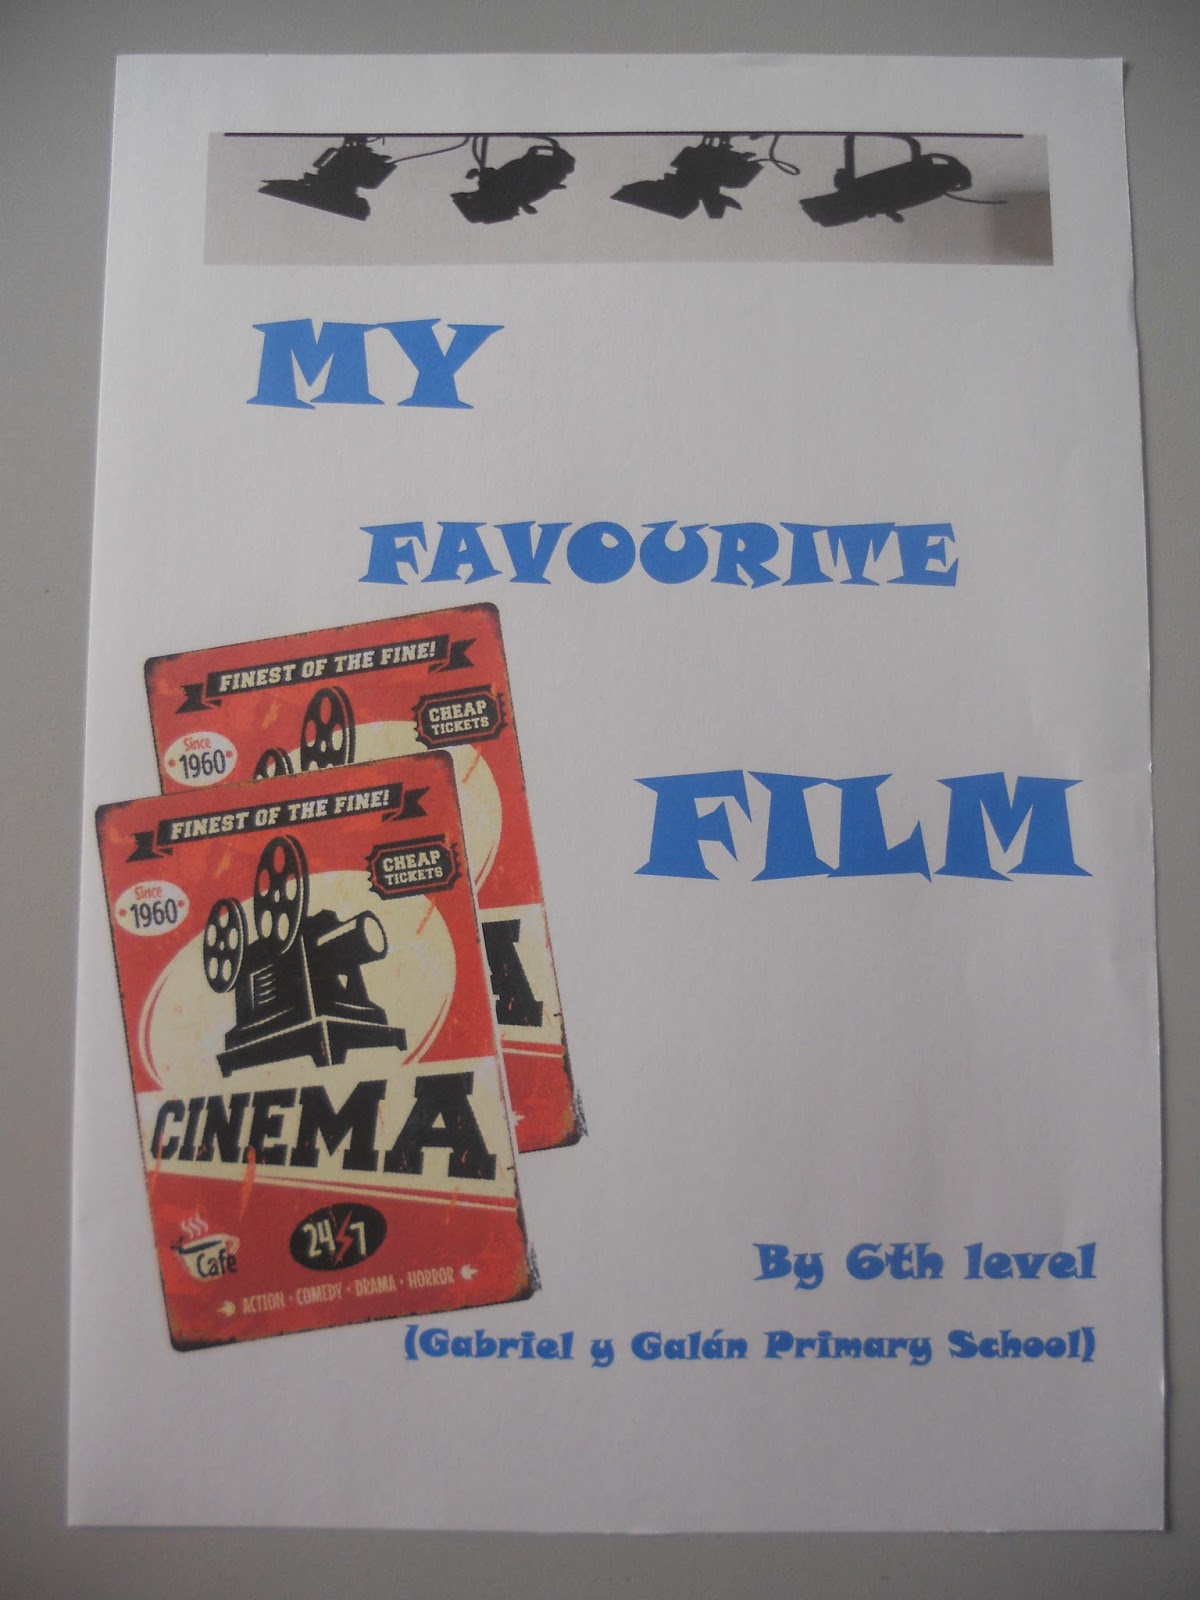 MY
FAVOURITE
FILM
FINEST OF THE FINE!
CHEAP
TICKETS
Since
1960
A
FINEST OF THE FINE!
CHEAP
TICKETS
Since
1960
CINEMA
24 7
Café
ACTION · COMEDY · DRAMA · HORROR
By 6th level
(Gabriel y Galán Primary School)